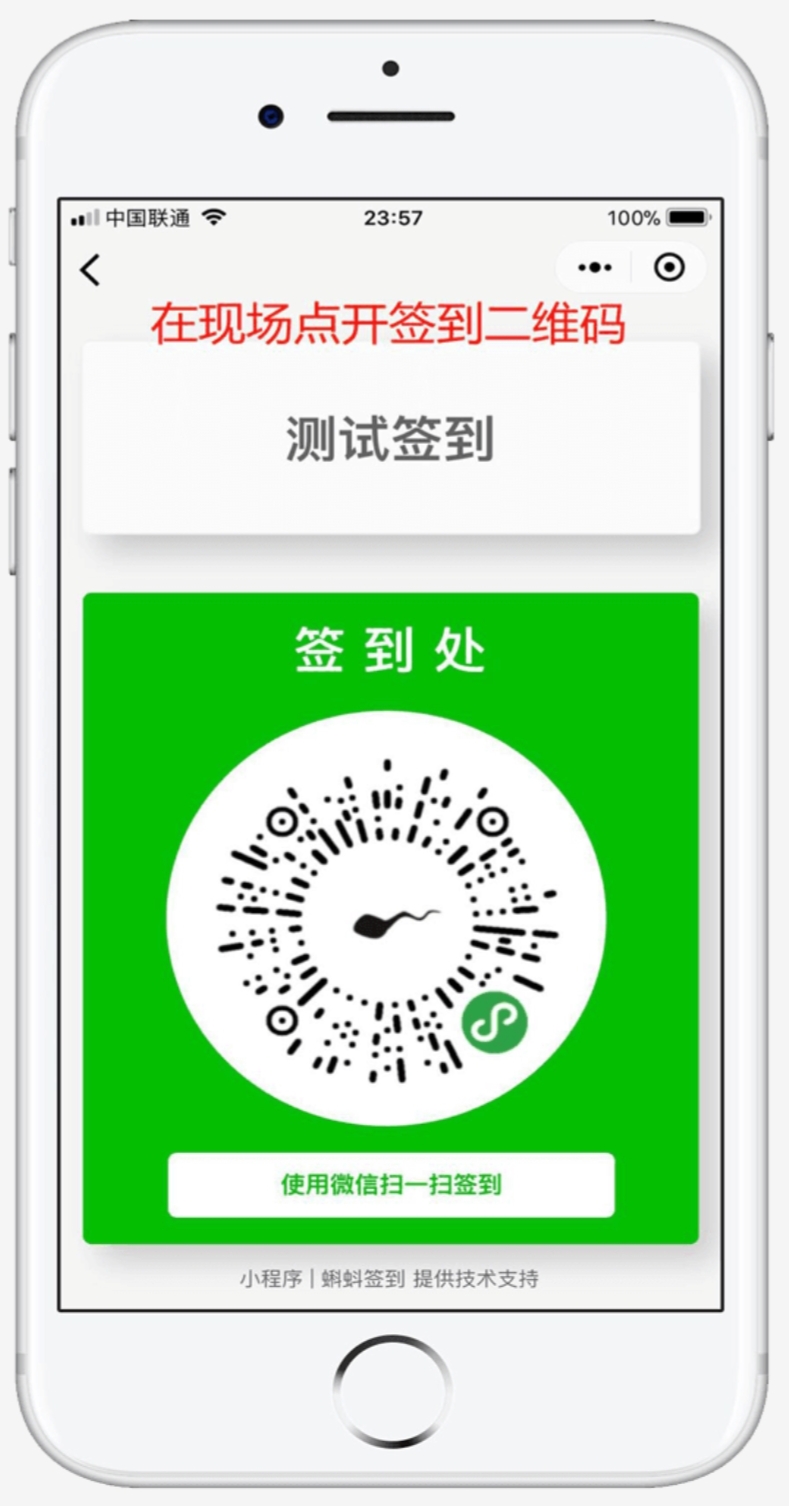 中国联通 23:57 100%
在现场点开签到二维码
测试签到
签到处
使用微信扫一扫签到
小程序 | 蝌蚪签到 提供技术支持